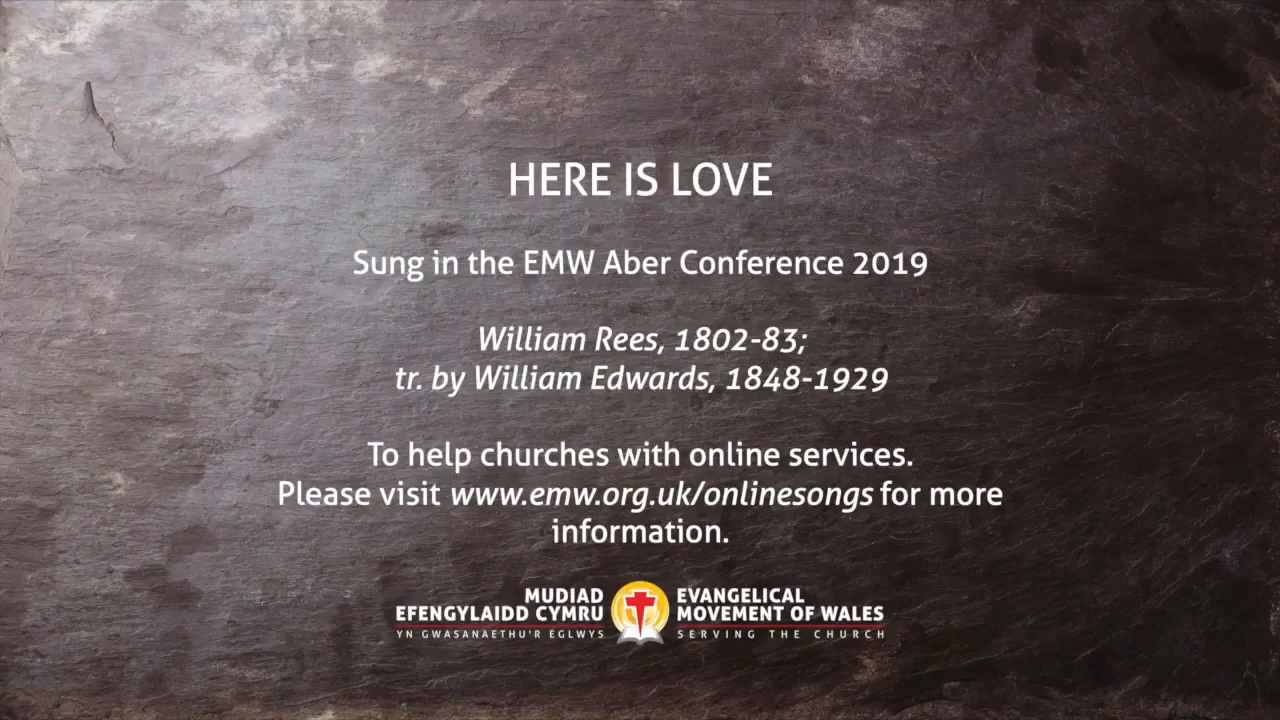 HERE IS LOVE
Sung in the EMW Aber Conference 2019
William Rees, 1802-83;
tr. by William Edwards, 1848-1929
To help churches with online services.
Please visit www.emw.org.uk/onlinesongs for more
information.
MUDIAD
EFENGYLAIDD CYMRU
YN GWASANAETHU'R EGLWYS
EVANGELICAL
MOVEMENT OF WALES
SERVING THE CHURCH